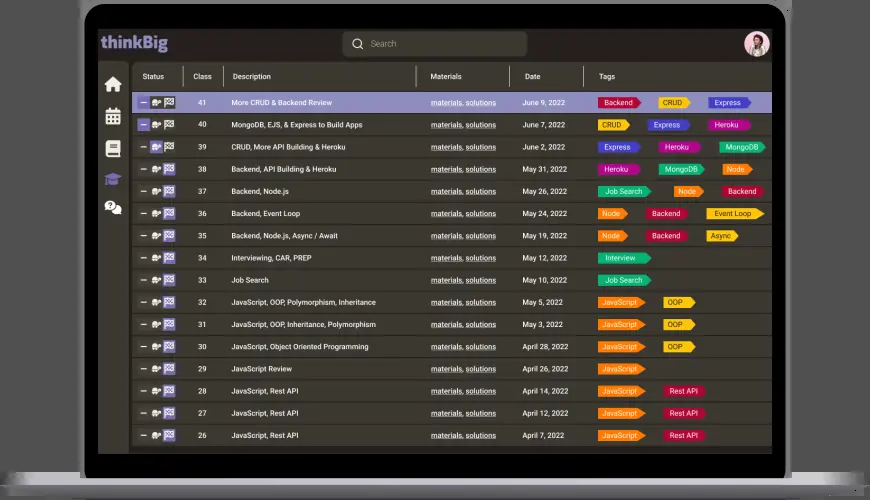 thinkBig
Search
Status Class Description Materials Date Tags
41 More CRUD & Backend Review materials, solutions June 9, 2022 Backend CRUD Express
40 MongoDB, EJS, & Express to Build Apps materials, solutions June 7, 2022 CRUD Express Heroku
39 CRUD, More API Building & Heroku materials, solutions June 2, 2022 Express Heroku MongoDB
38 Backend, API Building & Heroku materials, solutions May 31, 2022 Heroku MongoDB Node
37 Backend, Node.js materials, solutions May 26, 2022 Job Search Node Backend
36 Backend, Event Loop materials, solutions May 24, 2022 Node Backend Event Loop
35 Backend, Node.js, Async / Await materials, solutions May 19, 2022 Node Backend Async
34 Interviewing, CAR, PREP materials, solutions May 12, 2022 Interview
33 Job Search materials, solutions May 10, 2022 Job Search
32 JavaScript, OOP, Polymorphism, Inheritance materials, solutions May 5, 2022 JavaScript OOP
31 JavaScript, OOP, Inheritance, Polymorphism materials, solutions May 3, 2022 JavaScript OOP
30 JavaScript, Object Oriented Programming materials, solutions April 28, 2022 JavaScript OOP
29 JavaScript Review materials, solutions April 26, 2022 JavaScript
28 JavaScript, Rest API materials, solutions April 14, 2022 JavaScript Rest API
27 JavaScript, Rest API materials, solutions April 12, 2022 JavaScript Rest API
26 JavaScript, Rest API materials, solutions April 7, 2022 JavaScript Rest API